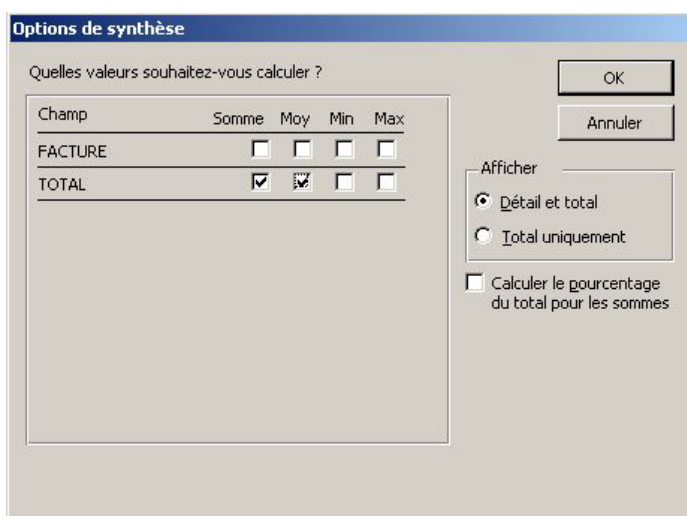 Options de synthèse
Quelles valeurs souhaitez-vous calculer ?
OK
Annuler
Champ Somme Moy Min Max
FACTURE
TOTAL
Afficher
Détail et total
Total uniquement
Calculer le pourcentage
du total pour les sommes